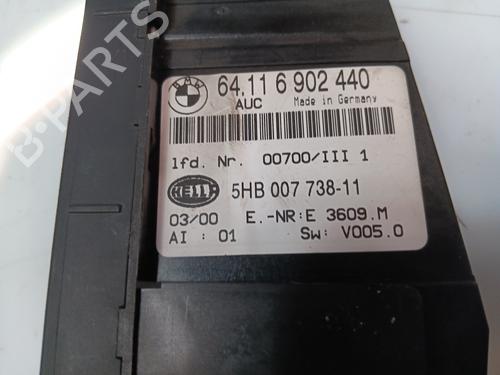 BMW
64.11 6 902 440
AUC Made in Germany
lfd. Nr. 00700/III 1
HELLA 5HB 007 738-11
03/00 E.-NR:E 3609.M
AI : 01 Sw: V005.0
B-PARTS